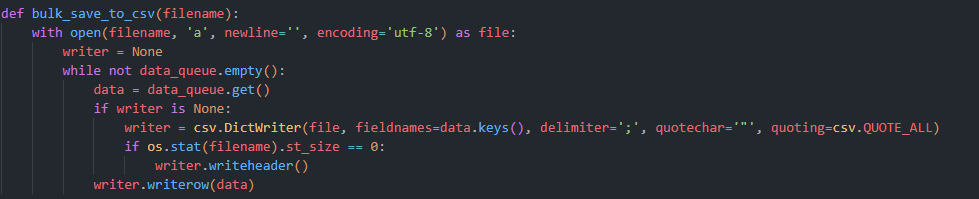 def bulk_save_to_csv(filename):
    with open(filename, 'a', newline='', encoding='utf-8') as file:
        writer = None
        while not data_queue.empty():
            data = data_queue.get()
            if writer is None:
                writer = csv.DictWriter(file, fieldnames=data.keys(), delimiter=';', quotechar='"', quoting=csv.QUOTE_ALL)
                if os.stat(filename).st_size == 0:
                    writer.writeheader()
            writer.writerow(data)